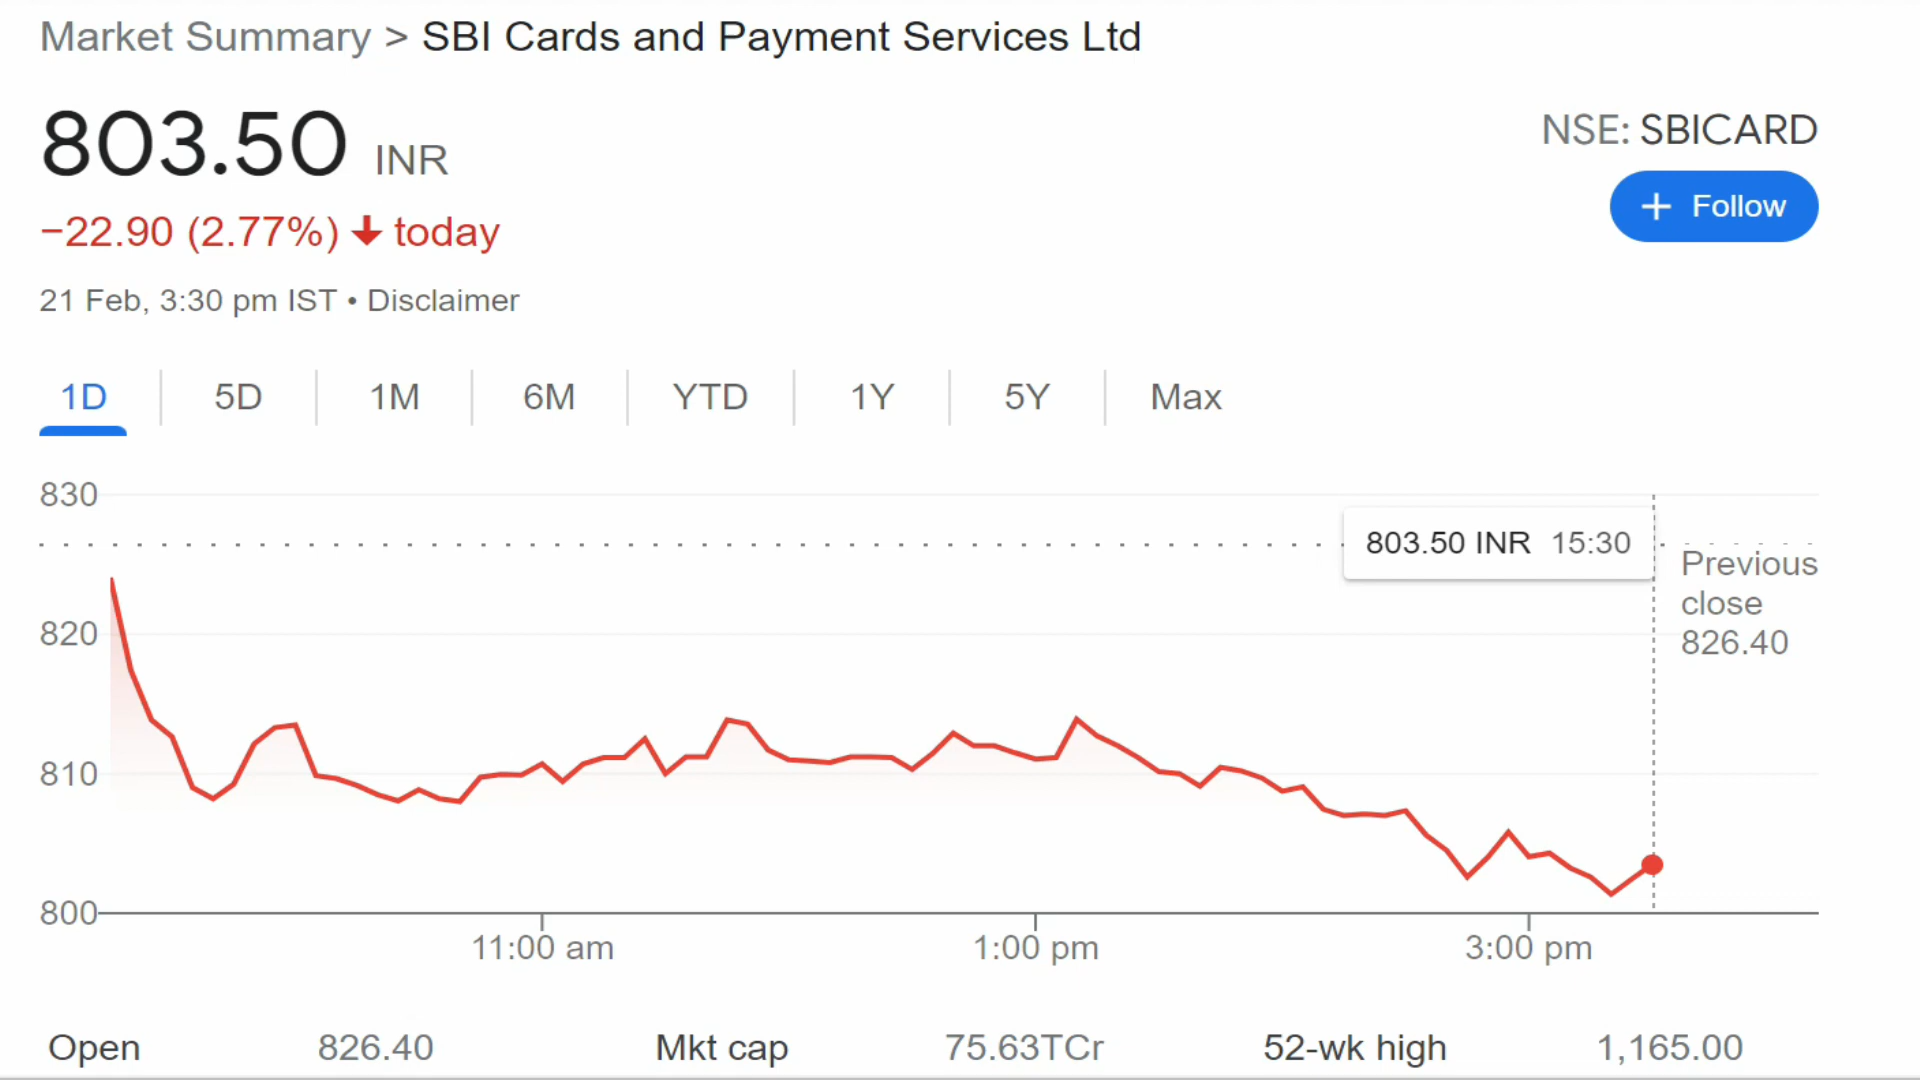 Market Summary > SBI Cards and Payment Services Ltd
803.50 INR
NSE: SBICARD
−22.90 (2.77%) ↓ today
+ Follow
21 Feb, 3:30 pm IST • Disclaimer
1D 5D 1M 6M YTD 1Y 5Y Max
830
803.50 INR 15:30
Previous
close
826.40
820
810
800
11:00 am 1:00 pm 3:00 pm
Open 826.40 Mkt cap 75.63TCr 52-wk high 1,165.00